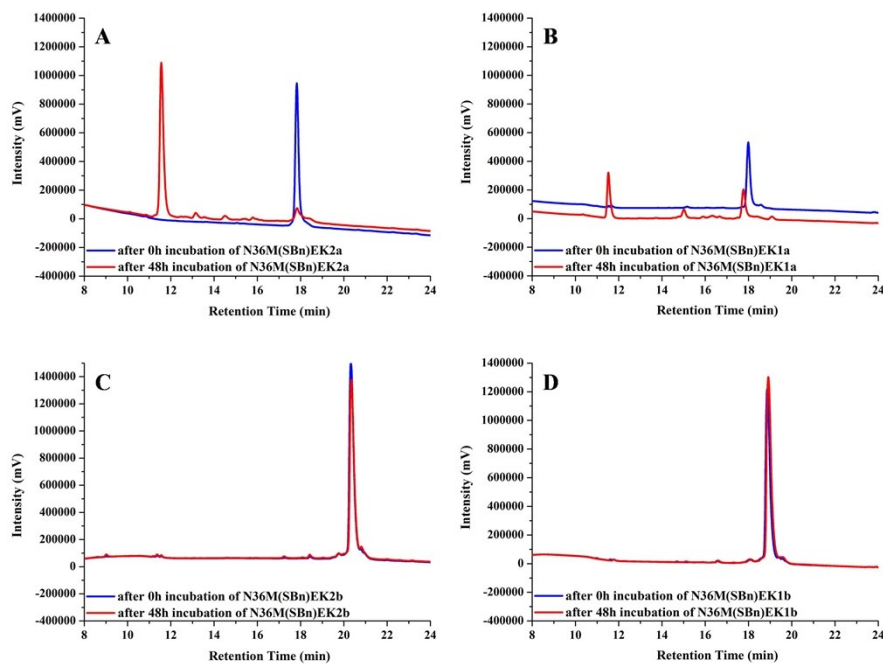 A
1400000
1200000
1000000
800000
600000
400000
200000
0
-200000
-400000
Intensity (mV)
after 0h incubation of N36M(SBn)EK2a
after 48h incubation of N36M(SBn)EK2a
8 10 12 14 16 18 20 22 24
Retention Time (min)
B
1400000
1200000
1000000
800000
600000
400000
200000
0
-200000
-400000
Intensity (mV)
after 0h incubation of N36M(SBn)EK1a
after 48h incubation of N36M(SBn)EK1a
8 10 12 14 16 18 20 22 24
Retention Time (min)
C
1400000
1200000
1000000
800000
600000
400000
200000
0
-200000
-400000
Intensity (mV)
after 0h incubation of N36M(SBn)EK2b
after 48h incubation of N36M(SBn)EK2b
8 10 12 14 16 18 20 22 24
Retention Time (min)
D
1400000
1200000
1000000
800000
600000
400000
200000
0
-200000
-400000
Intensity (mV)
after 0h incubation of N36M(SBn)EK1b
after 48h incubation of N36M(SBn)EK1b
8 10 12 14 16 18 20 22 24
Retention Time (min)